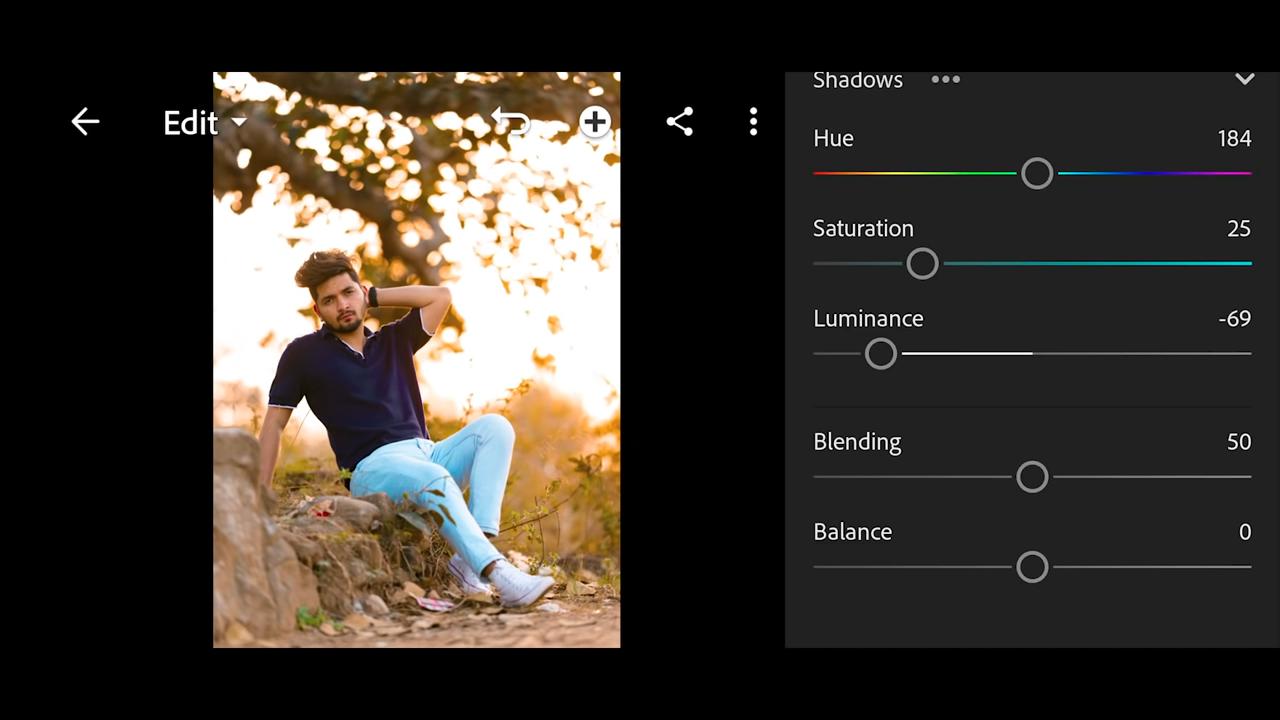 Edit
Shadows
Hue 184
Saturation 25
Luminance -69
Blending 50
Balance 0